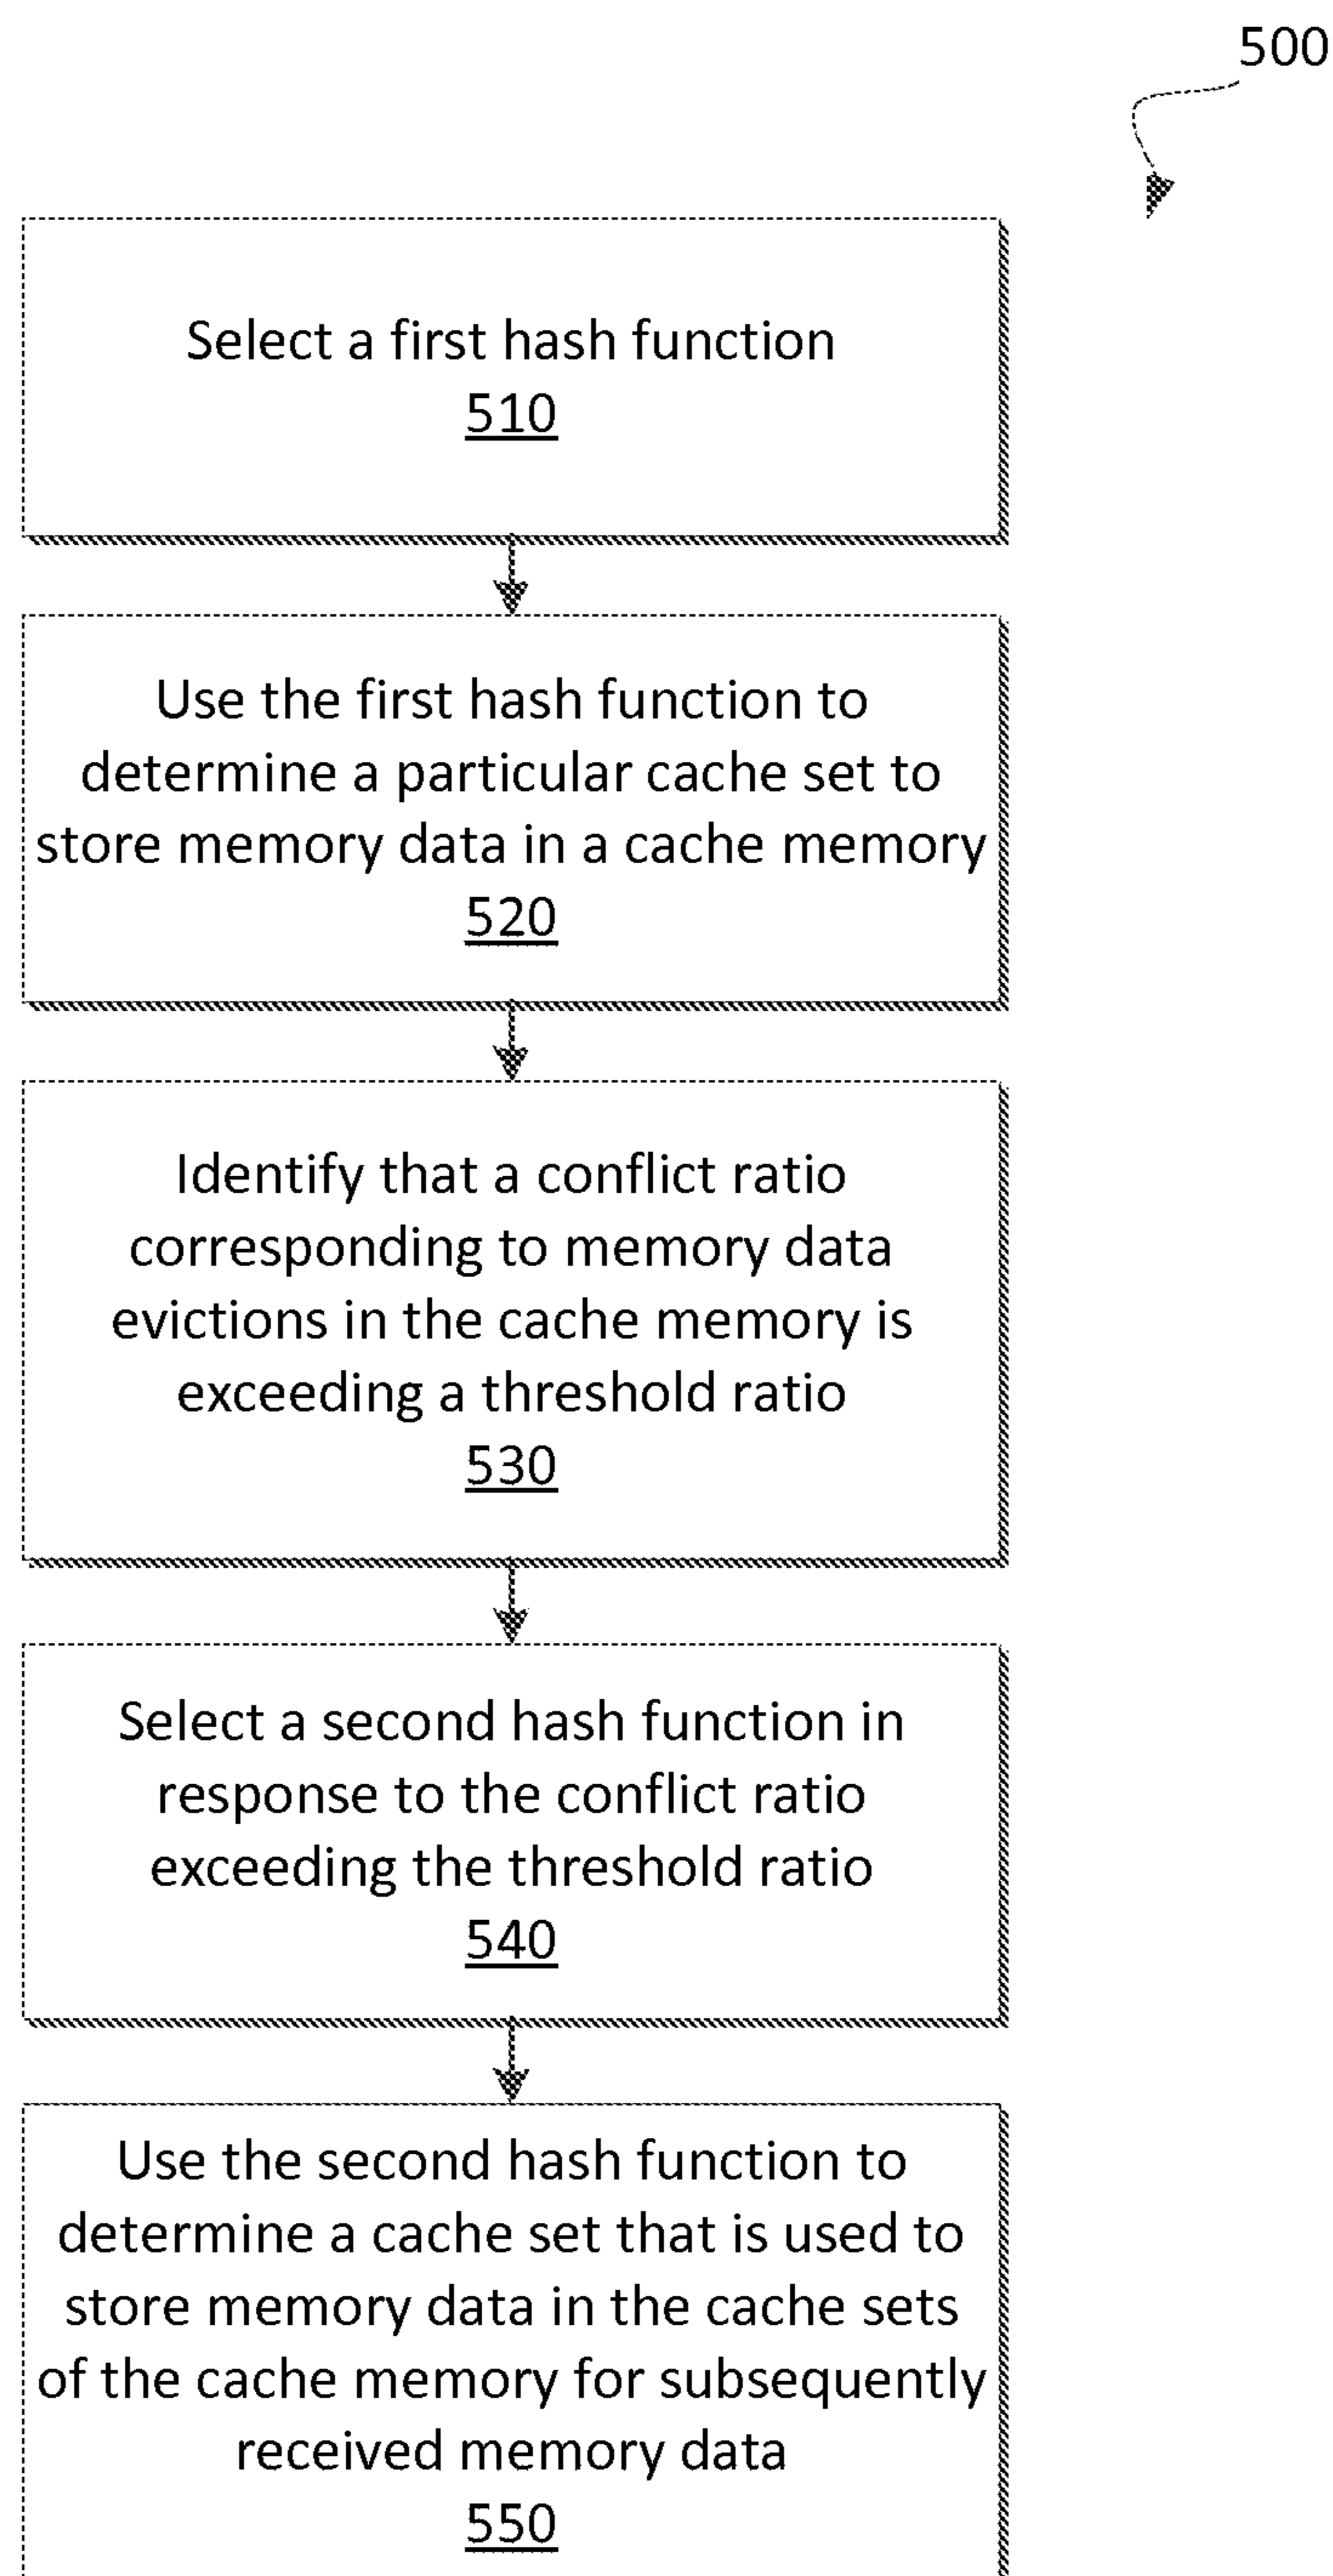 500
Select a first hash function
510
Use the first hash function to
determine a particular cache set to
store memory data in a cache memory
520
Identify that a conflict ratio
corresponding to memory data
evictions in the cache memory is
exceeding a threshold ratio
530
Select a second hash function in
response to the conflict ratio
exceeding the threshold ratio
540
Use the second hash function to
determine a cache set that is used to
store memory data in the cache sets
of the cache memory for subsequently
received memory data
550